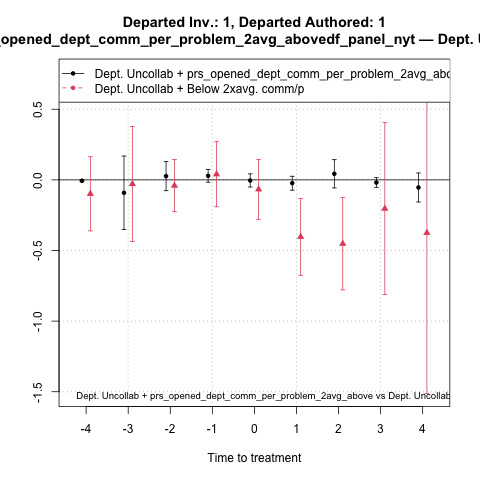 Departed Inv.: 1, Departed Authored: 1
_opened_dept_comm_per_problem_2avg_abovedf_panel_nyt — Dept. U
Dept. Uncollab + prs_opened_dept_comm_per_problem_2avg_abo
Dept. Uncollab + Below 2xavg. comm/p
0.5
0.0
-0.5
-1.0
-1.5
Dept. Uncollab + prs_opened_dept_comm_per_problem_2avg_above vs Dept. Uncollab
-4 -3 -2 -1 0 1 2 3 4
Time to treatment